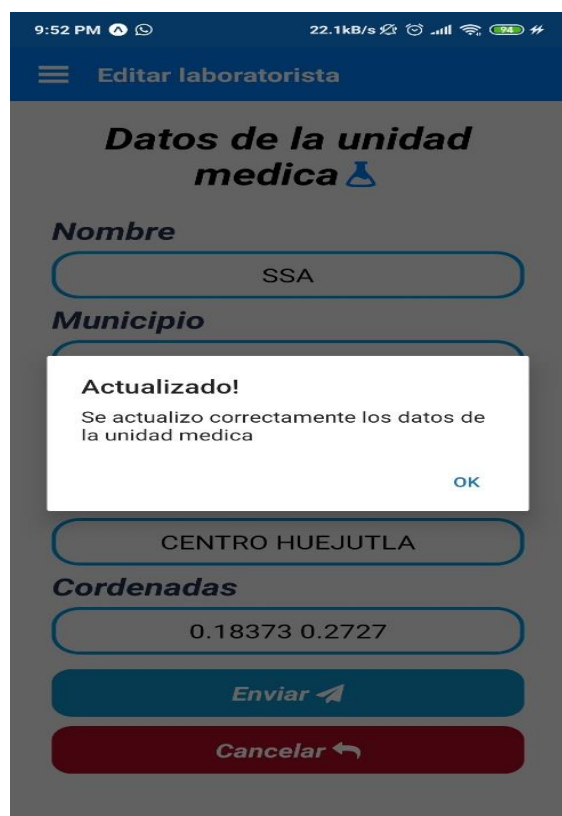 9:52 PM 22.1kB/s 94
Editar laboratorista
Datos de la unidad
medica
Nombre
SSA
Municipio
Actualizado!
Se actualizo correctamente los datos de
la unidad medica
OK
CENTRO HUEJUTLA
Cordenadas
0.18373 0.2727
Enviar
Cancelar